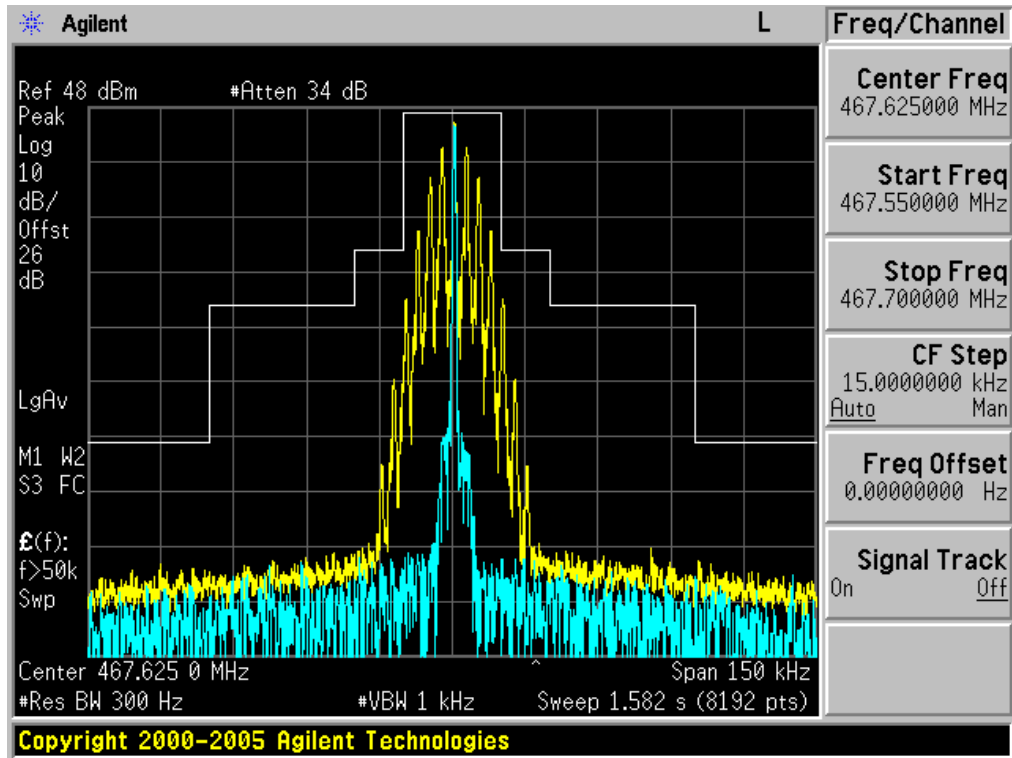 Agilent L
Ref 48 dBm #Atten 34 dB
Peak
Log
10
dB/
Offst
26
dB
LgAv
M1 W2
S3 FC
£(f):
f>50k
Swp
Center 467.625 0 MHz ^ Span 150 kHz
#Res BW 300 Hz #VBW 1 kHz Sweep 1.582 s (8192 pts)
Copyright 2000-2005 Agilent Technologies
Freq/Channel
Center Freq
467.625000 MHz
Start Freq
467.550000 MHz
Stop Freq
467.700000 MHz
CF Step
15.0000000 kHz
Auto Man
Freq Offset
0.00000000 Hz
Signal Track
On Off